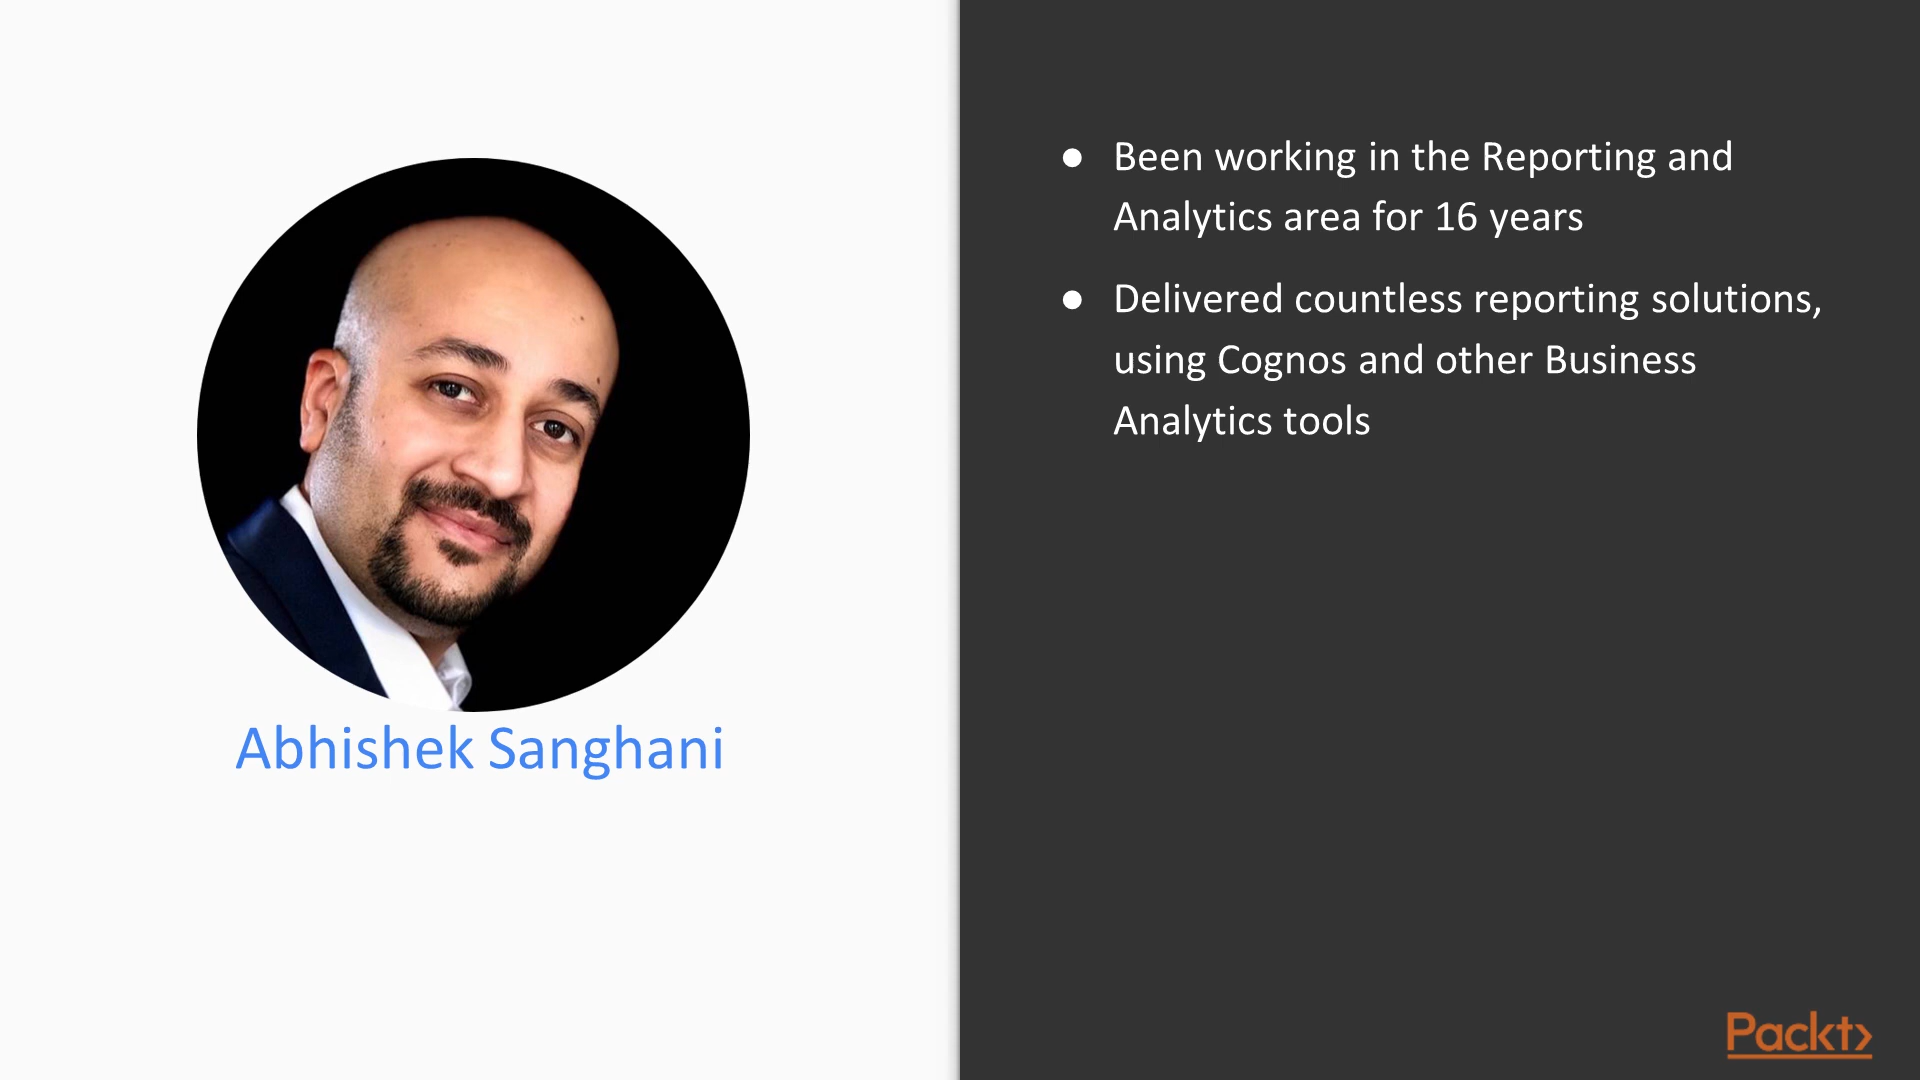 Abhishek Sanghani
● Been working in the Reporting and
Analytics area for 16 years
● Delivered countless reporting solutions,
using Cognos and other Business
Analytics tools
Packt>